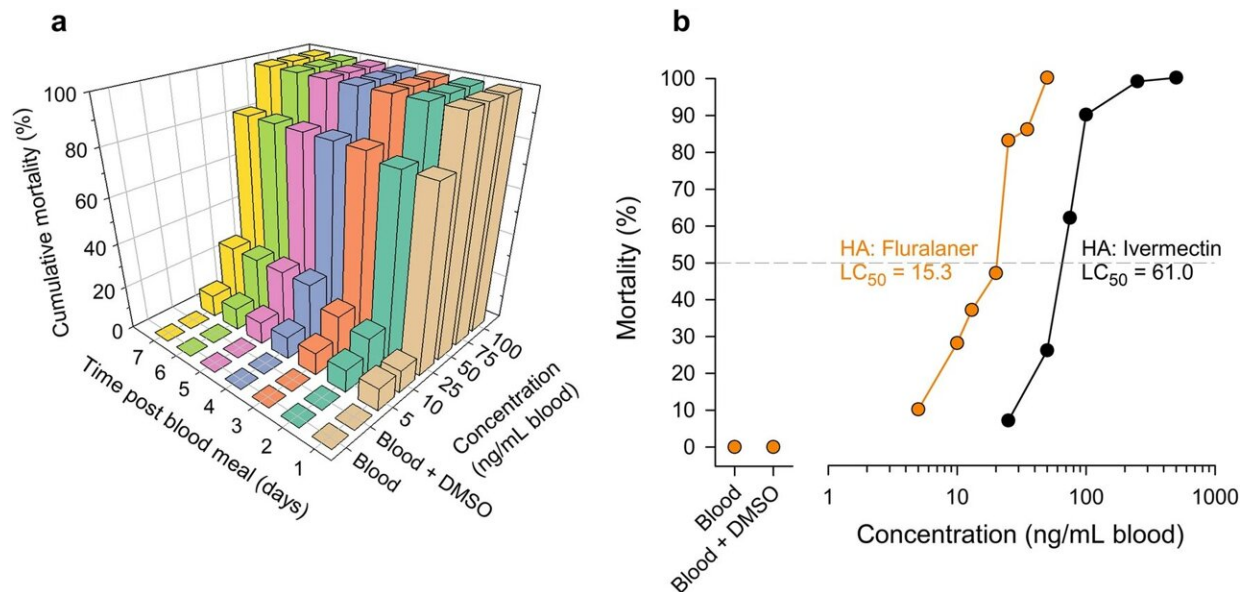 a
100
80
60
40
20
0
Cumulative mortality (%)
7
6
5
4
3
2
1
Time post blood meal (days)
Blood
Blood + DMSO
5
10
25
50
75
100
Concentration
(ng/mL blood)
b
100
90
80
70
60
50
40
30
20
10
0
Mortality (%)
HA: Fluralaner
LC50 = 15.3
HA: Ivermectin
LC50 = 61.0
Blood
Blood + DMSO
1
10
100
1000
Concentration (ng/mL blood)